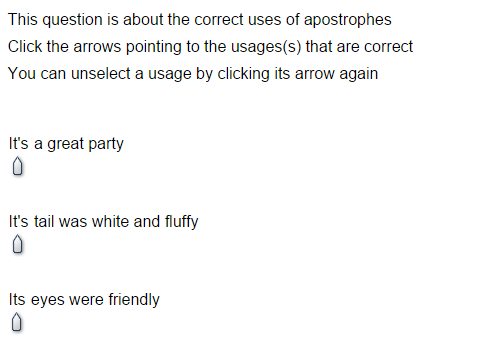 This question is about the correct uses of apostrophes
Click the arrows pointing to the usages(s) that are correct
You can unselect a usage by clicking its arrow again
It's a great party
It's tail was white and fluffy
Its eyes were friendly